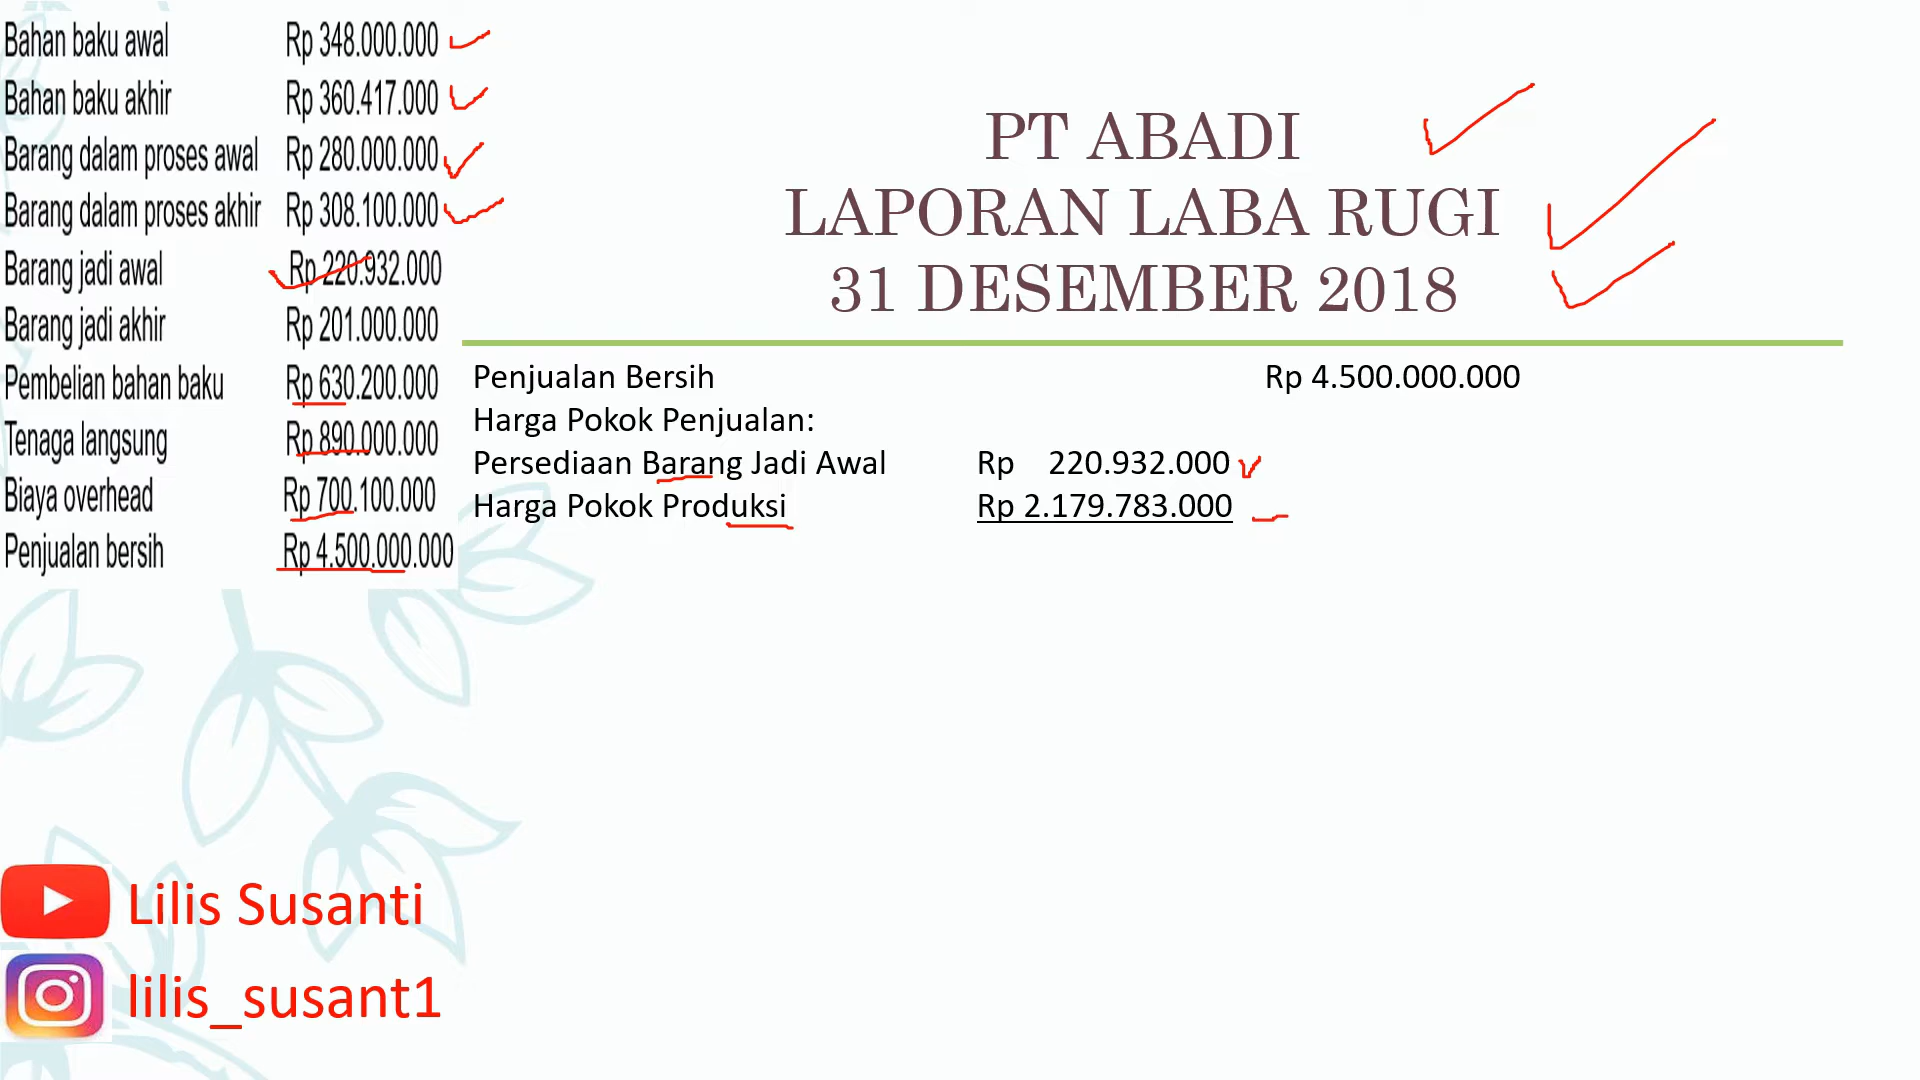 Bahan baku awal Rp 348.000.000
Bahan baku akhir Rp 360.417.000
Barang dalam proses awal Rp 280.000.000
Barang dalam proses akhir Rp 308.100.000
Barang jadi awal Rp 220.932.000
Barang jadi akhir Rp 201.000.000
Pembelian bahan baku Rp 630.200.000
Tenaga langsung Rp 890.000.000
Biaya overhead Rp 700.100.000
Penjualan bersih Rp 4.500.000.000
PT ABADI
LAPORAN LABA RUGI
31 DESEMBER 2018
Penjualan Bersih Rp 4.500.000.000
Harga Pokok Penjualan:
Persediaan Barang Jadi Awal Rp 220.932.000
Harga Pokok Produksi Rp 2.179.783.000
Lilis Susanti
lilis_susant1